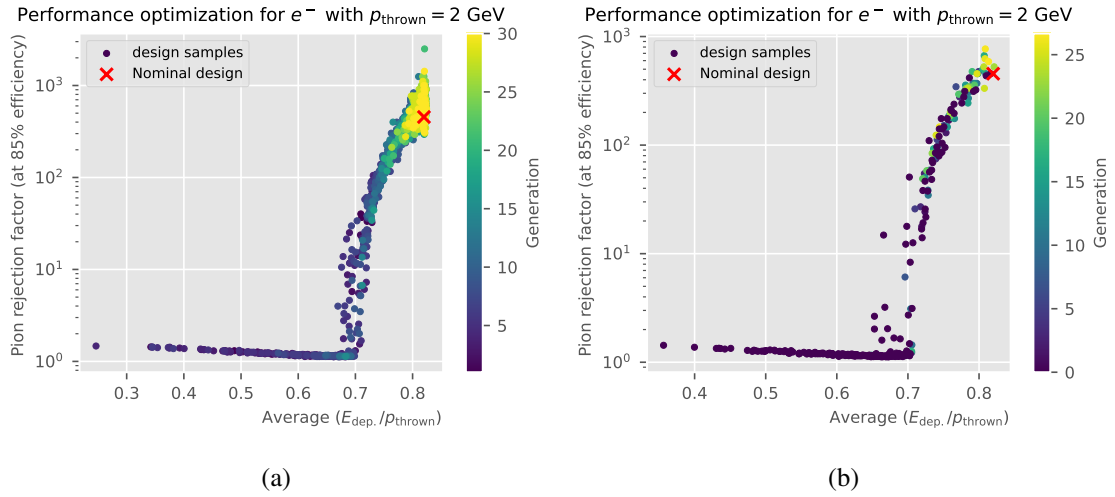 Performance optimization for e⁻ with p_thrown = 2 GeV
design samples
Nominal design
Pion rejection factor (at 85% efficiency)
10³
10²
10¹
10⁰
0.3 0.4 0.5 0.6 0.7 0.8
Average (E_dep./p_thrown)
30
25
20
15
10
5
Generation
(a)
Performance optimization for e⁻ with p_thrown = 2 GeV
design samples
Nominal design
Pion rejection factor (at 85% efficiency)
10³
10²
10¹
10⁰
0.4 0.5 0.6 0.7 0.8
Average (E_dep./p_thrown)
25
20
15
10
5
0
Generation
(b)